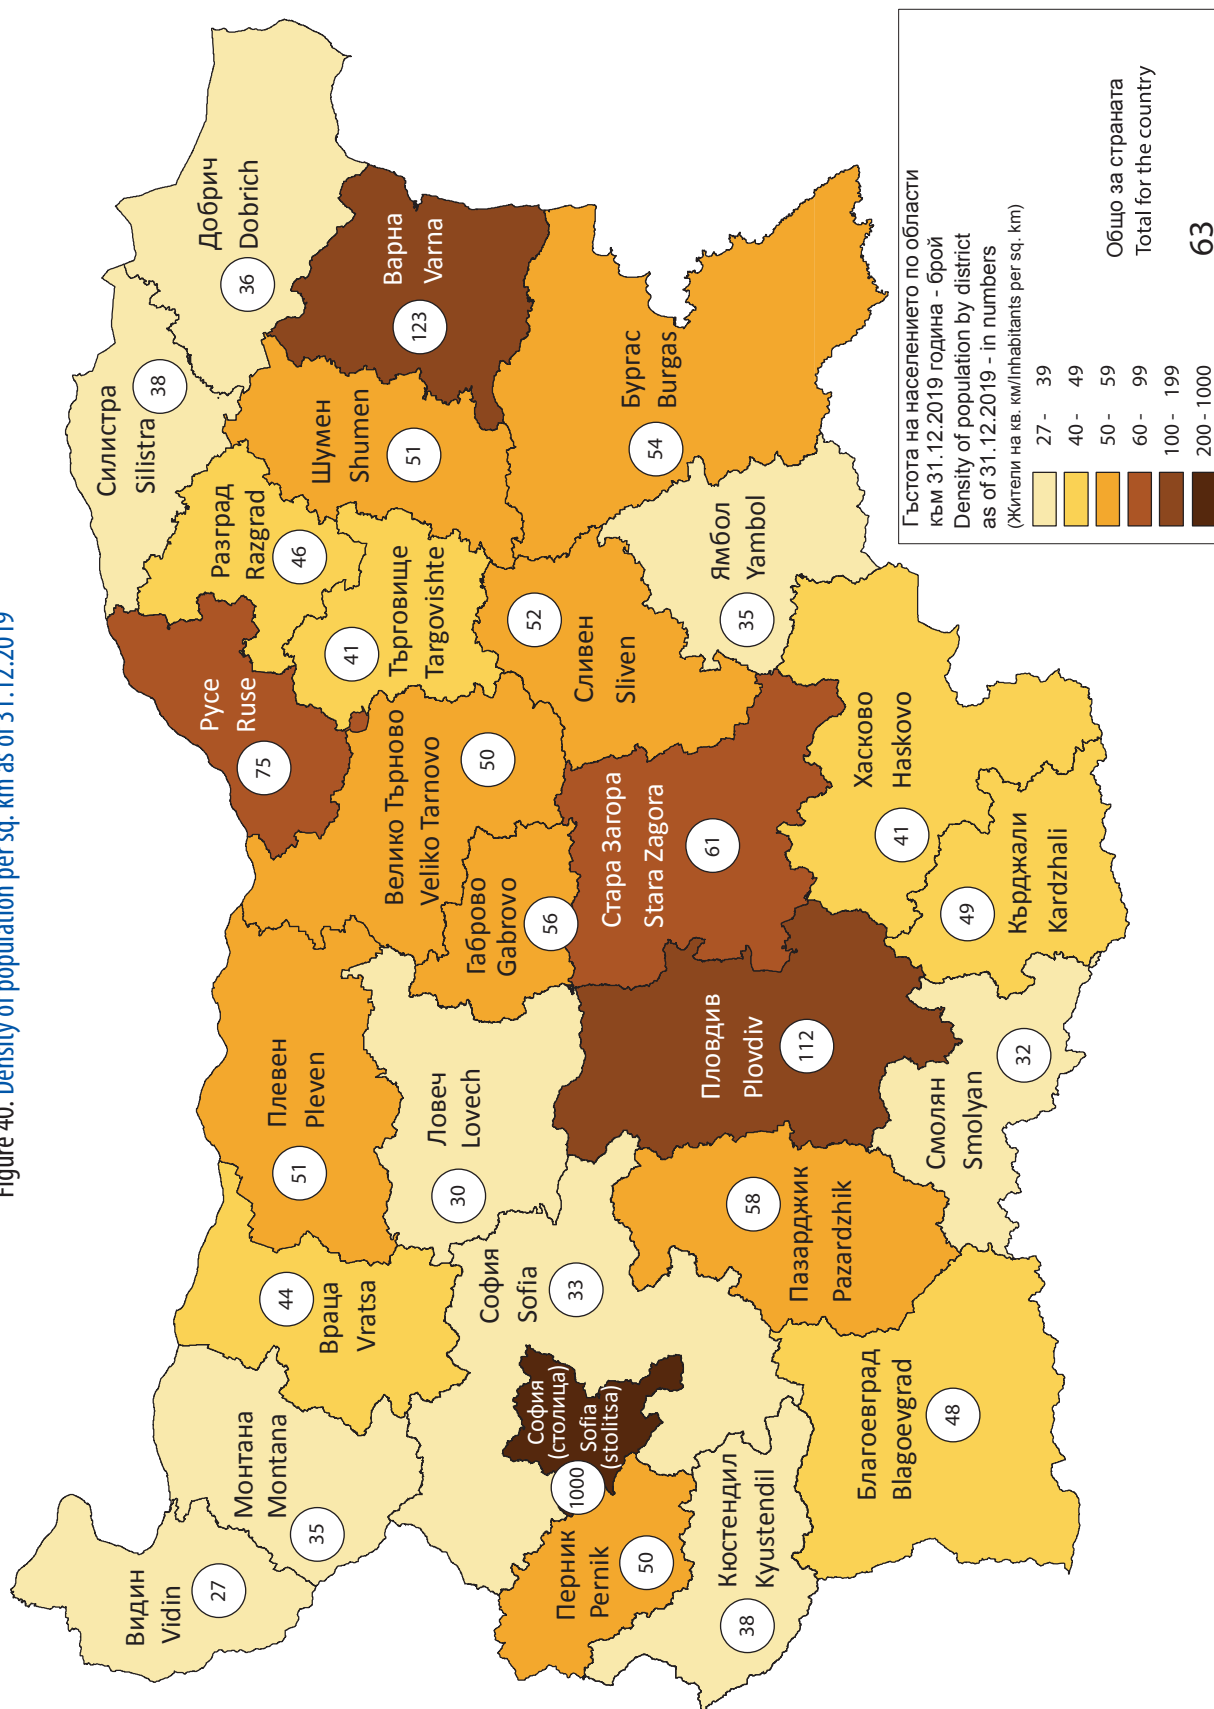 Figure 40. Density of population per sq. km as of 31.12.2019
Видин
Vidin
27
Монтана
Montana
35
Враца
Vratsa
44
Плевен
Pleven
51
Ловеч
Lovech
30
София
Sofia
33
София
(столица)
Sofia
(stolitsa)
1000
Перник
Pernik
50
Кюстендил
Kyustendil
38
Благоевград
Blagoevgrad
48
Пазарджик
Pazardzhik
58
Пловдив
Plovdiv
112
Смолян
Smolyan
32
Кърджали
Kardzhali
49
Хасково
Haskovo
41
Стара Загора
Stara Zagora
61
Габрово
Gabrovo
56
Велико Търново
Veliko Tarnovo
50
Русе
Ruse
75
Разград
Razgrad
46
Търговище
Targovishte
41
Сливен
Sliven
52
Ямбол
Yambol
35
Бургас
Burgas
54
Шумен
Shumen
51
Варна
Varna
123
Силистра
Silistra
38
Добрич
Dobrich
36
Гъстота на населението по области
към 31.12.2019 година - брой
Density of population by district
as of 31.12.2019 - in numbers
(Жители на кв. км/Inhabitants per sq. km)
27 - 39
40 - 49
50 - 59
60 - 99
100 - 199
200 - 1000
Общо за страната
Total for the country
63